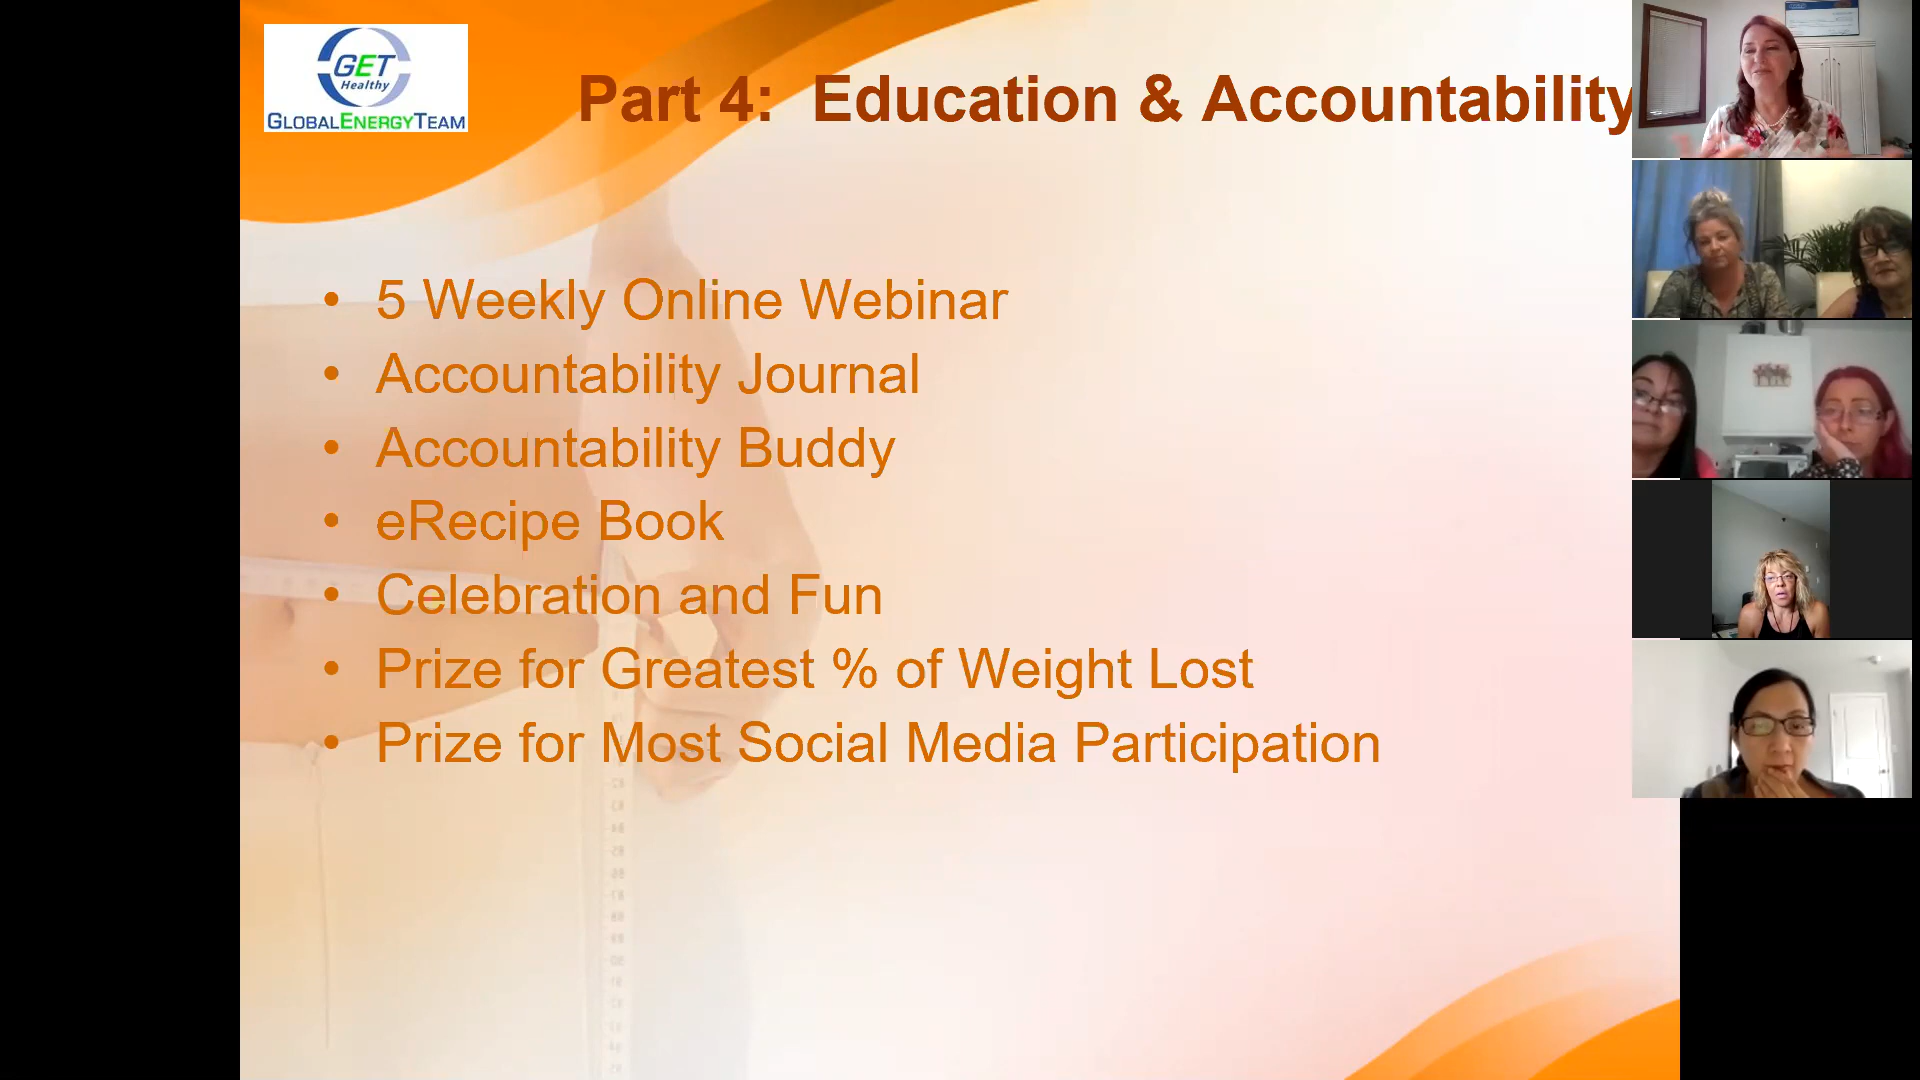 GET
Healthy
GLOBALENERGYTEAM
Part 4: Education & Accountability
• 5 Weekly Online Webinar
• Accountability Journal
• Accountability Buddy
• eRecipe Book
• Celebration and Fun
• Prize for Greatest % of Weight Lost
• Prize for Most Social Media Participation